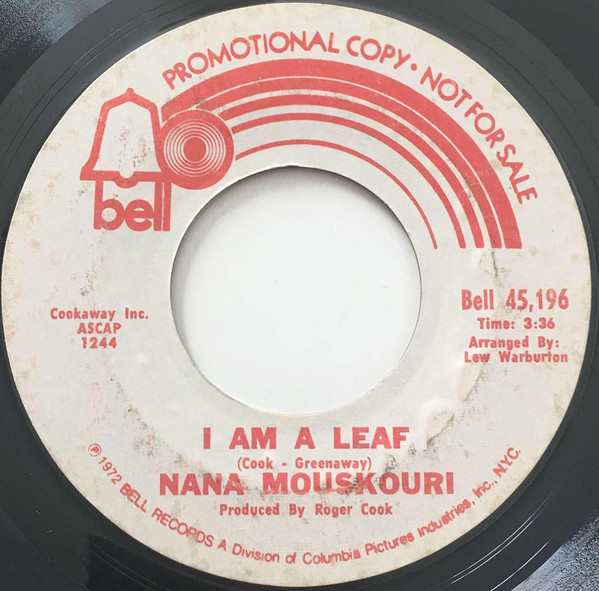 PROMOTIONAL COPY • NOT FOR SALE
bell
Cookaway Inc.
ASCAP
1244
Bell 45,196
Time: 3:36
Arranged By:
Lew Warburton
I AM A LEAF
(Cook - Greenaway)
NANA MOUSKOURI
Produced By Roger Cook
℗ 1972 BELL RECORDS A Division of Columbia Pictures Industries, Inc., N.Y.C.